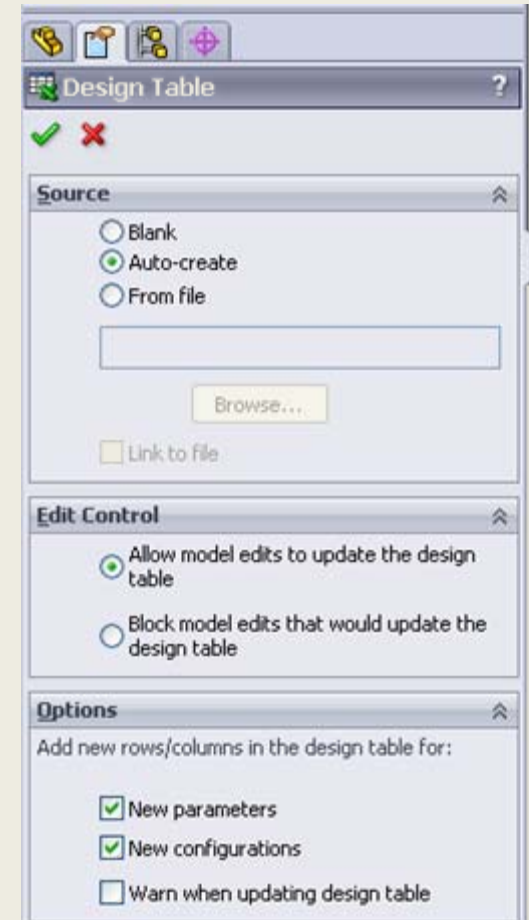 Design Table ?
Source
Blank
Auto-create
From file
Browse...
Link to file
Edit Control
Allow model edits to update the design
table
Block model edits that would update the
design table
Options
Add new rows/columns in the design table for:
New parameters
New configurations
Warn when updating design table